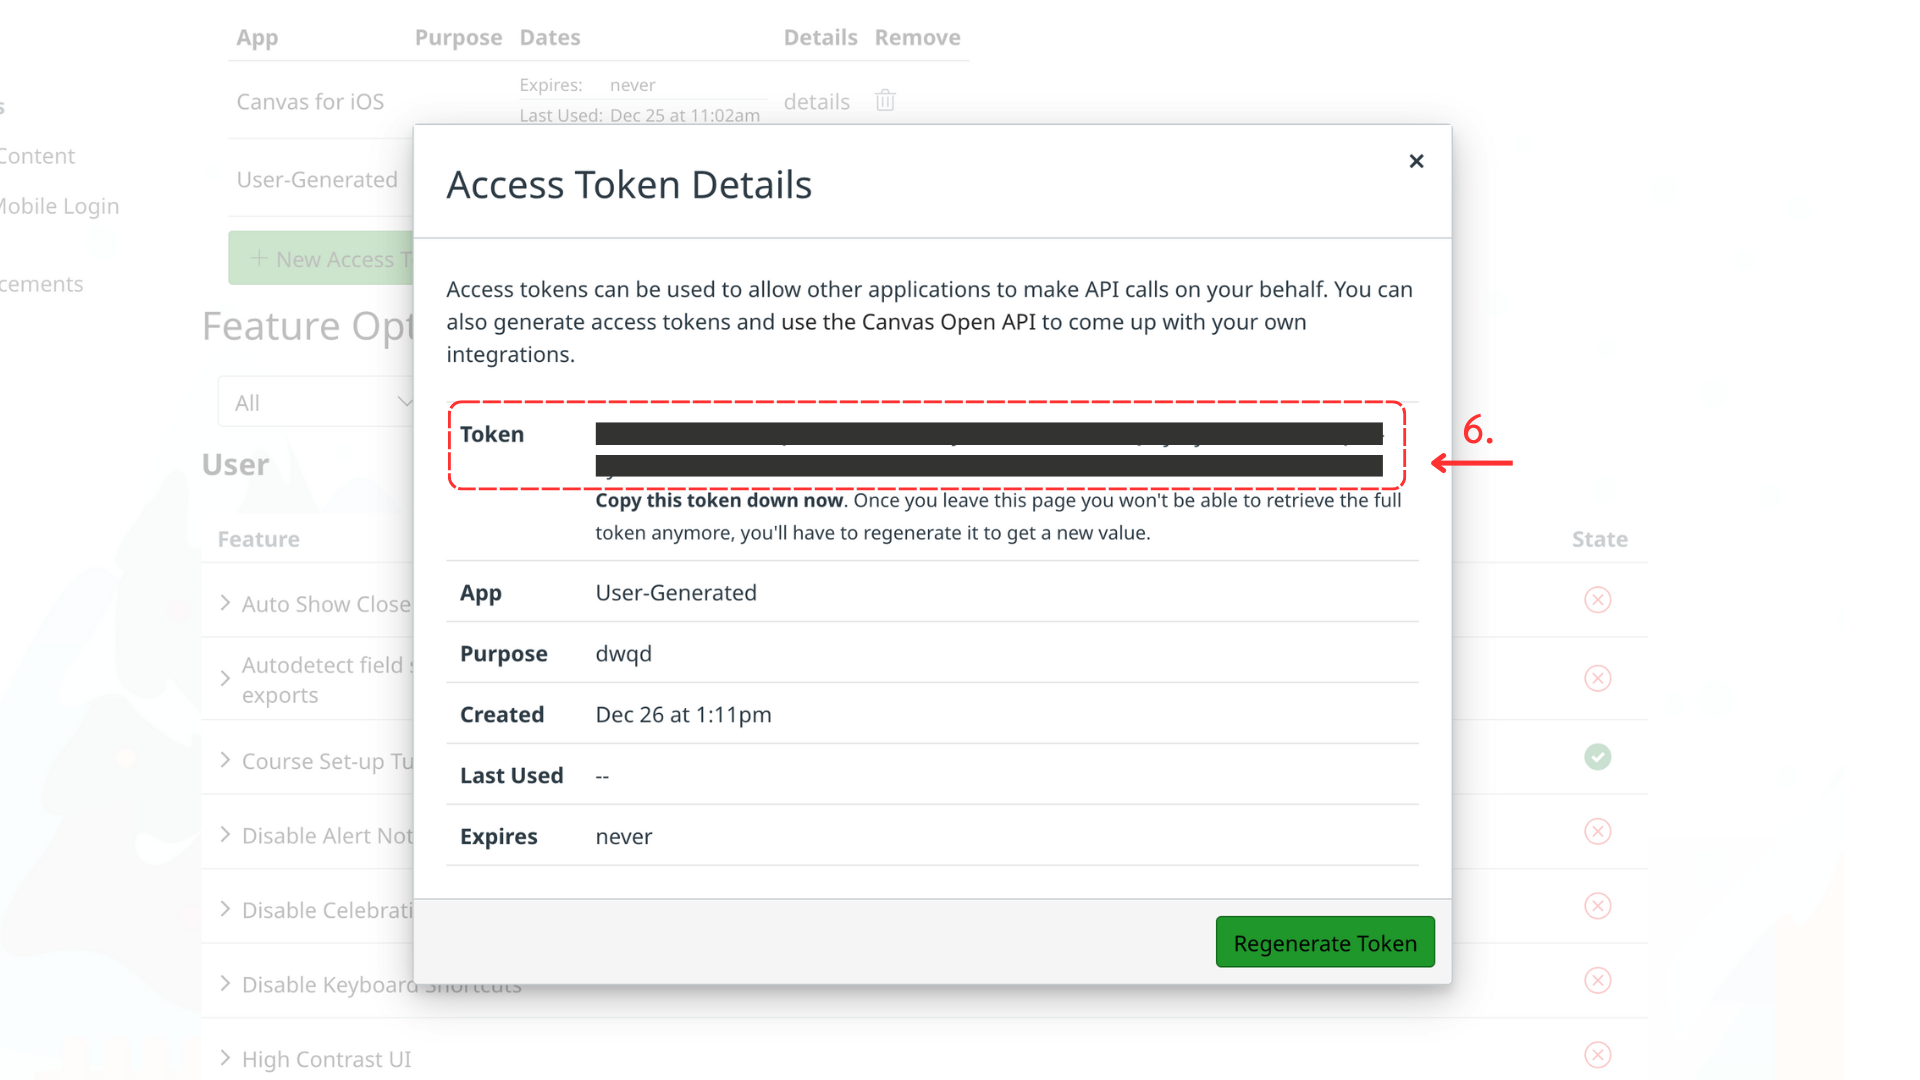 App Purpose Dates Details Remove
Expires: never
Canvas for iOS details
Last Used: Dec 25 at 11:02am
Content
User-Generated
Mobile Login
+ New Access T
cements
Feature Opt
All
User
Feature State
Auto Show Close
Autodetect field s
exports
Course Set-up Tu
Disable Alert Not
Disable Celebrati
Disable Keyboard Shortcuts
High Contrast UI
Access Token Details
×
Access tokens can be used to allow other applications to make API calls on your behalf. You can
also generate access tokens and use the Canvas Open API to come up with your own
integrations.
Token
6.
Copy this token down now. Once you leave this page you won't be able to retrieve the full
token anymore, you'll have to regenerate it to get a new value.
App User-Generated
Purpose dwqd
Created Dec 26 at 1:11pm
Last Used --
Expires never
Regenerate Token